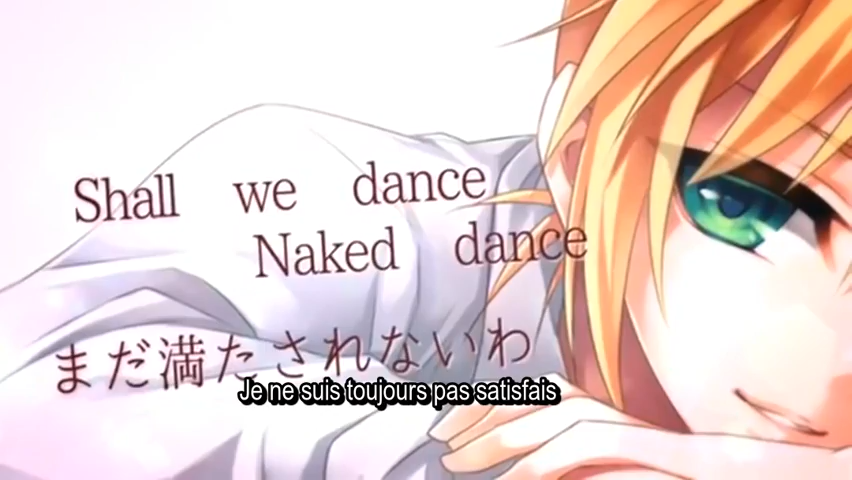 Shall we dance
Naked dance
まだ満たされないわ
Je ne suis toujours pas satisfais